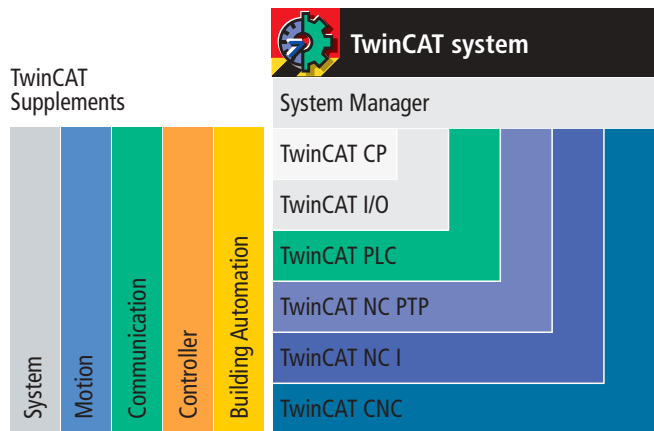 TwinCAT system
TwinCAT
Supplements
System Manager
TwinCAT CP
TwinCAT I/O
TwinCAT PLC
TwinCAT NC PTP
TwinCAT NC I
TwinCAT CNC
System
Motion
Communication
Controller
Building Automation